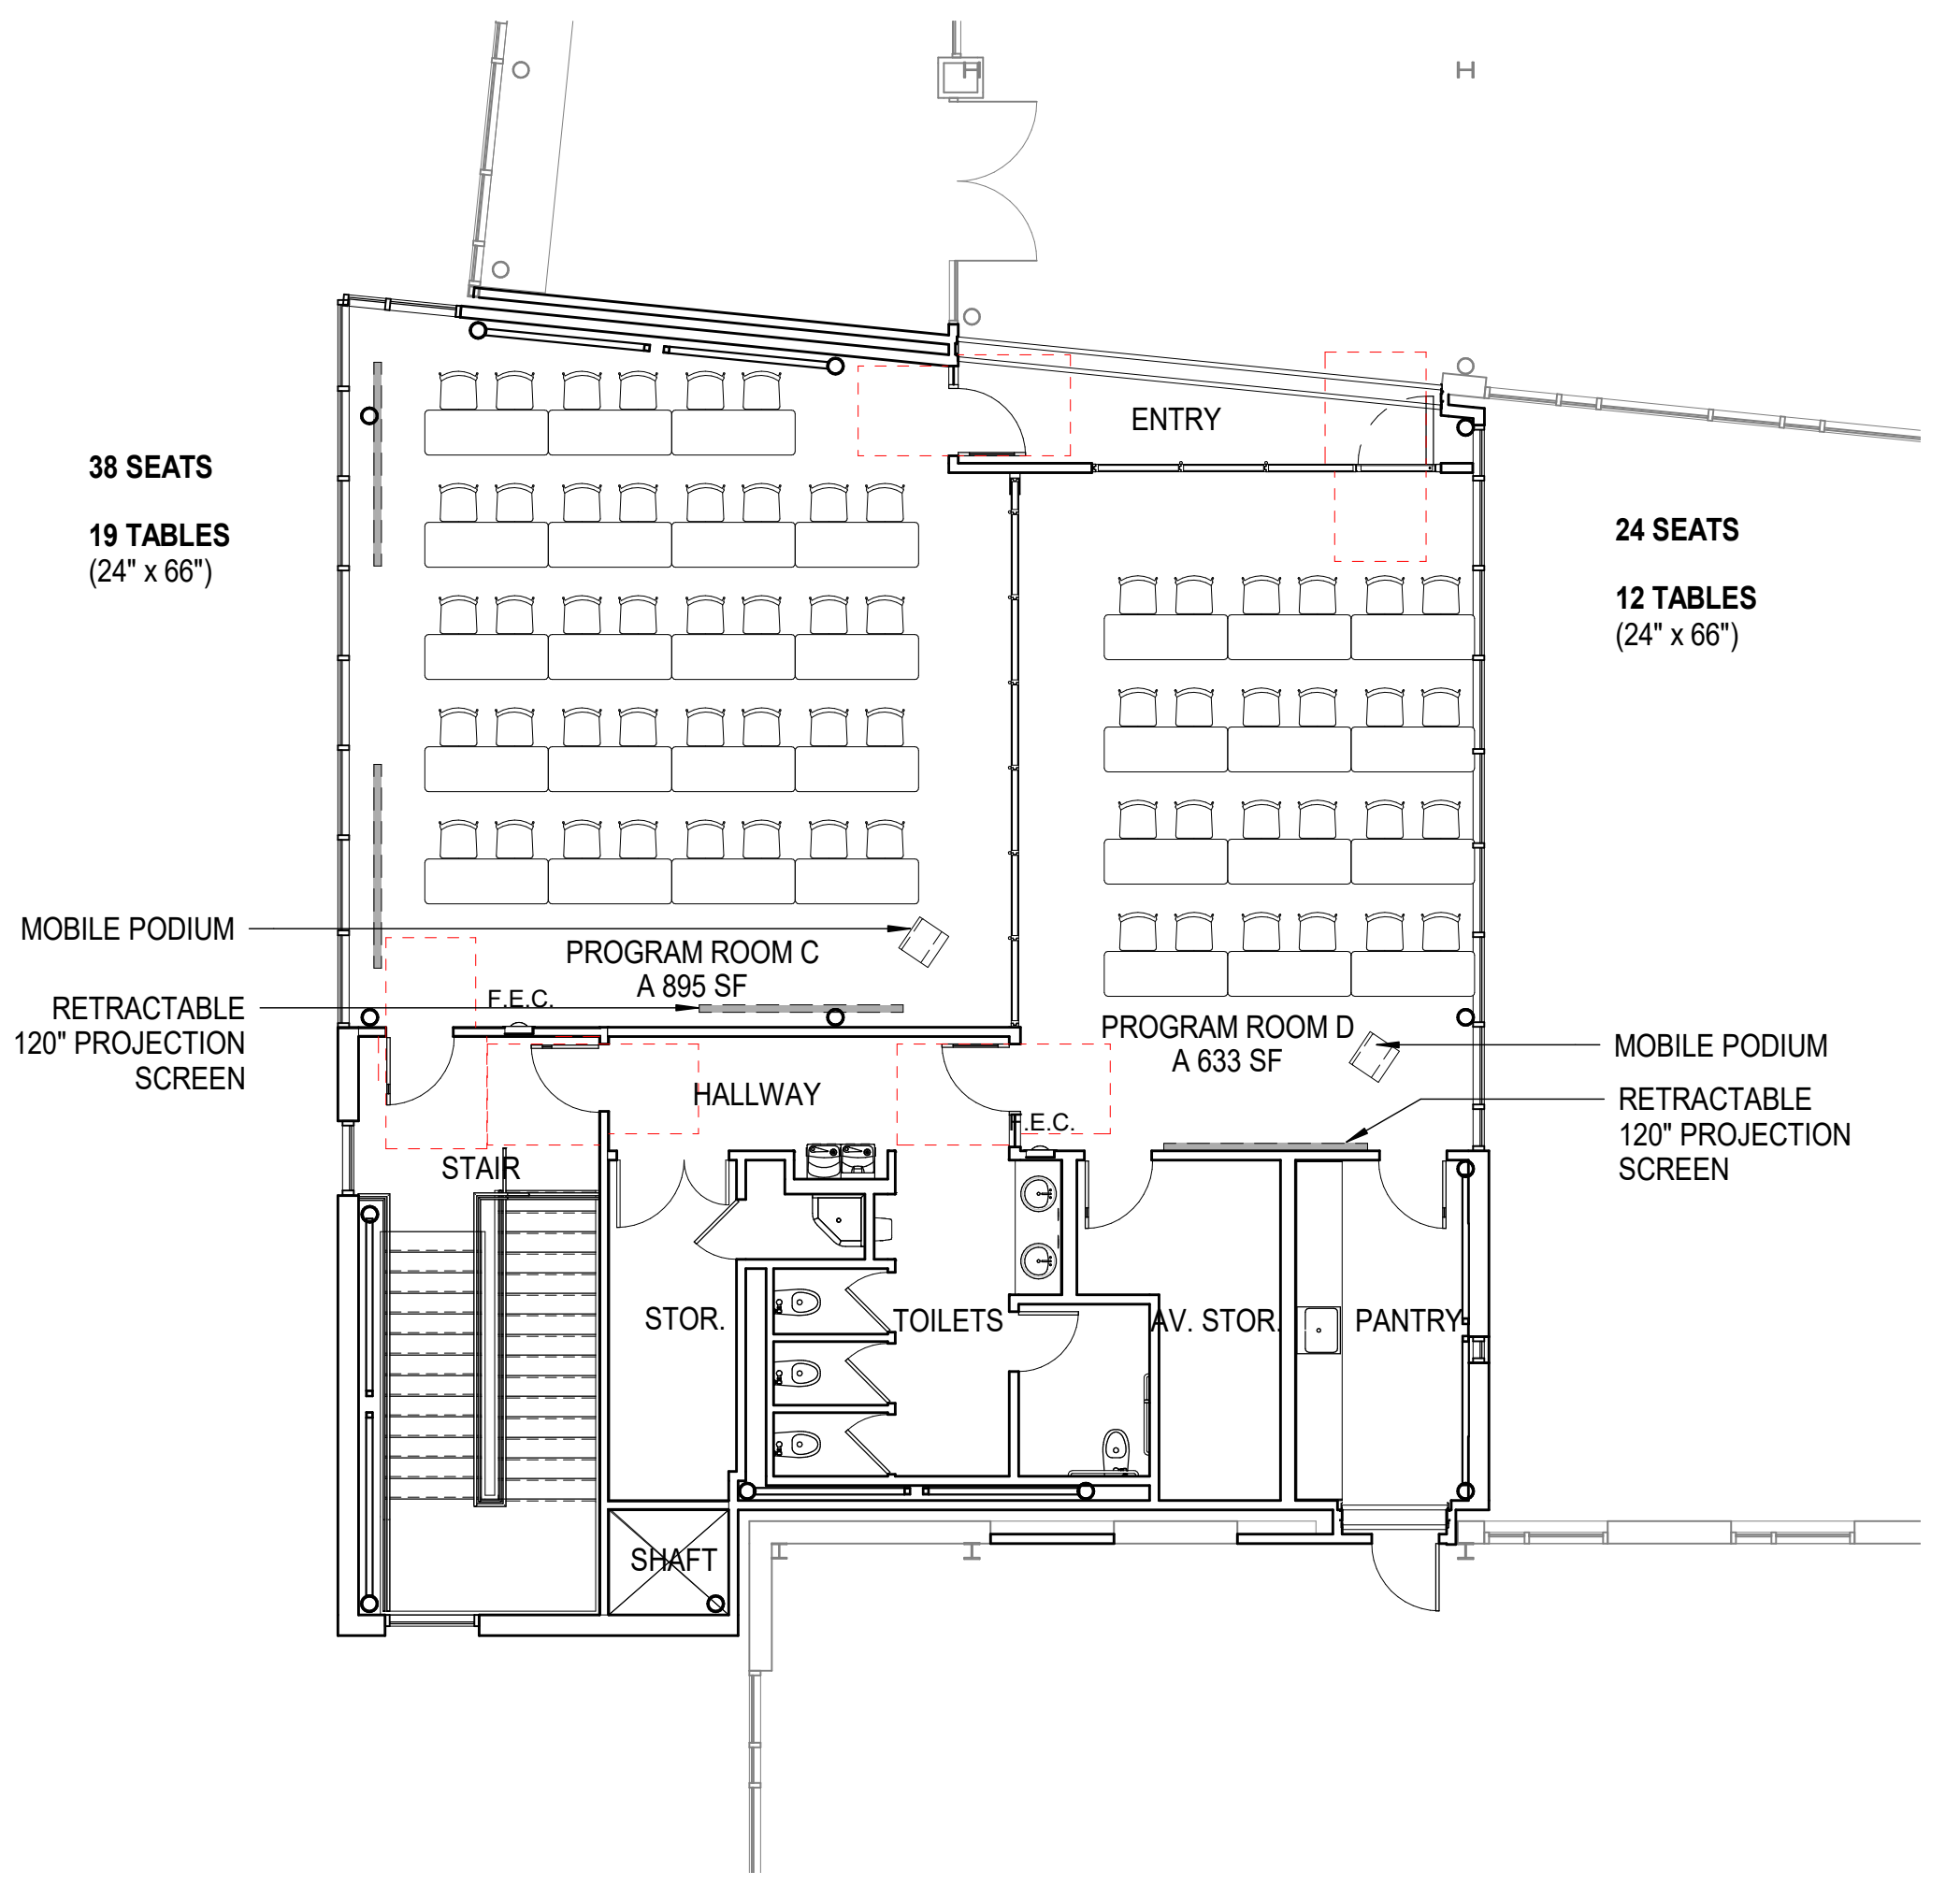 ENTRY
38 SEATS
19 TABLES
(24" x 66")
24 SEATS
12 TABLES
(24" x 66")
MOBILE PODIUM
PROGRAM ROOM C
A 895 SF
RETRACTABLE
120" PROJECTION
SCREEN
F.E.C.
PROGRAM ROOM D
A 633 SF
MOBILE PODIUM
RETRACTABLE
120" PROJECTION
SCREEN
HALLWAY
F.E.C.
STAIR
STOR.
TOILETS
AV. STOR.
PANTRY
SHAFT